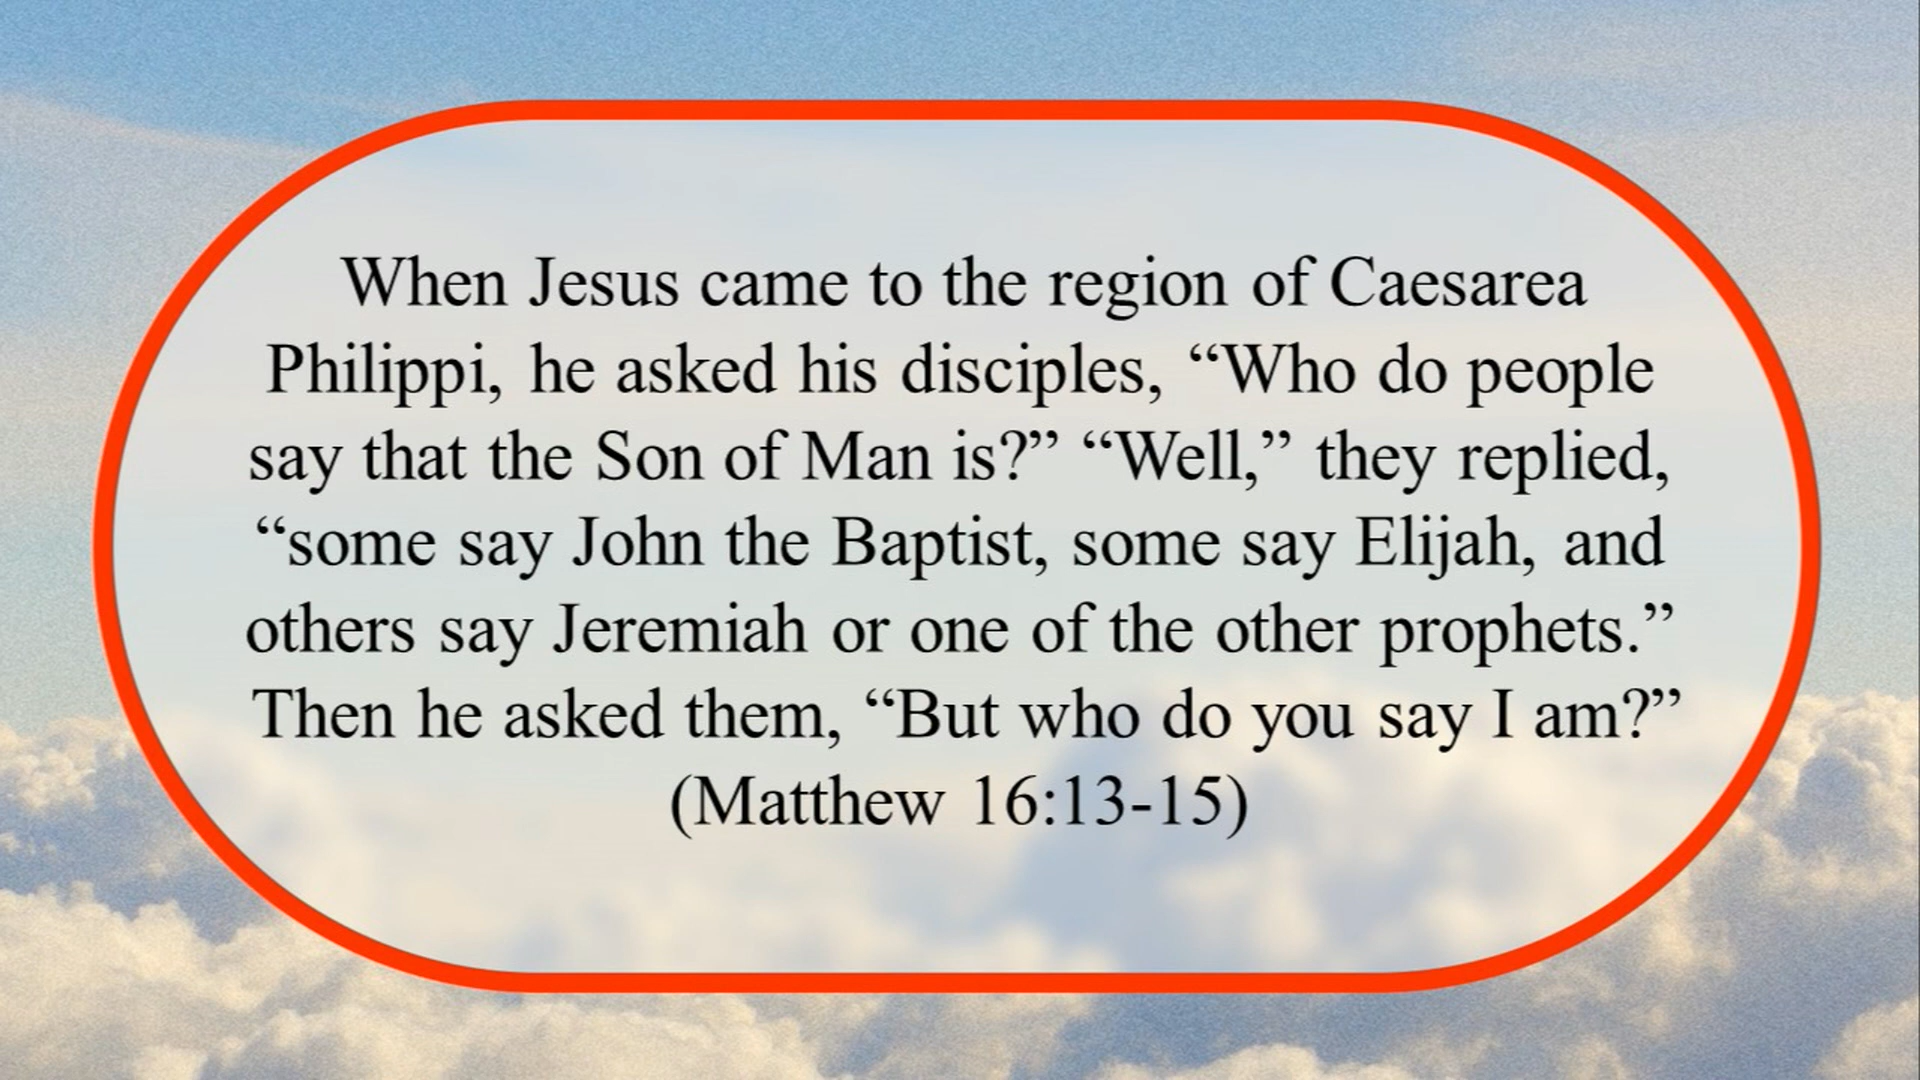 When Jesus came to the region of Caesarea
Philippi, he asked his disciples, “Who do people
say that the Son of Man is?” “Well,” they replied,
“some say John the Baptist, some say Elijah, and
others say Jeremiah or one of the other prophets.”
Then he asked them, “But who do you say I am?”
(Matthew 16:13-15)